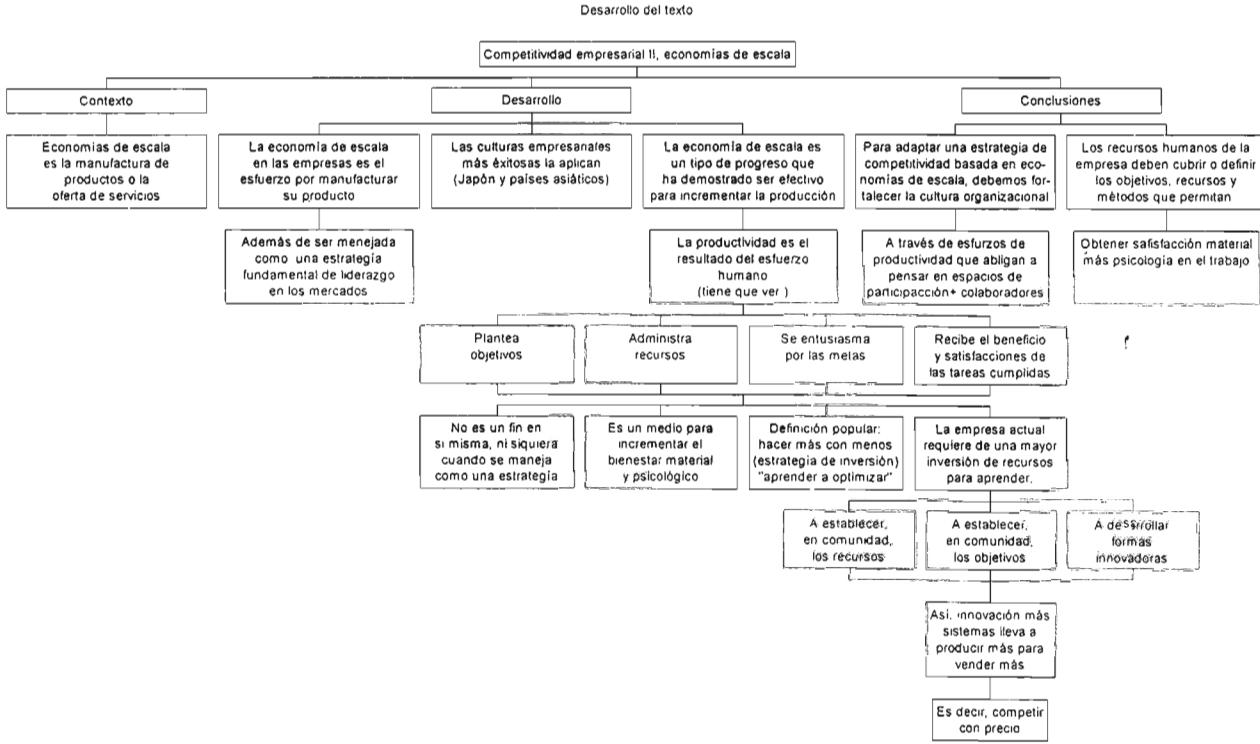 Desarrollo del texto
Competitividad empresarial II, economías de escala
Contexto
Desarrollo
Conclusiones
Economías de escala
es la manufactura de
productos o la
oferta de servicios
La economía de escala
en las empresas es el
esfuerzo por manufacturar
su producto
Las culturas empresariales
más éxitosas la aplican
(Japón y países asiáticos)
La economía de escala es
un tipo de progreso que
ha demostrado ser efectivo
para incrementar la producción
Para adaptar una estrategia de
competitividad basada en eco-
nomías de escala, debemos for-
talecer la cultura organizacional
Los recursos humanos de la
empresa deben cubrir o definir
los objetivos, recursos y
métodos que permitan
Además de ser menejada
como una estrategia
fundamental de liderazgo
en los mercados
La productividad es el
resultado del esfuerzo
humano
(tiene que ver )
A través de esfurzos de
productividad que abligan a
pensar en espacios de
participacción+ colaboradores
Obtener satisfacción material
más psicología en el trabajo
Plantea
objetivos
Administra
recursos
Se entusiasma
por las metas
Recibe el beneficio
y satisfacciones de
las tareas cumplidas
No es un fin en
si misma, ni siquiera
cuando se maneja
como una estrategia
Es un medio para
incrementar el
bienestar material
y psicológico
Definición popular:
hacer más con menos
(estrategia de inversión)
"aprender a optimizar"
La empresa actual
requiere de una mayor
inversión de recursos
para aprender.
A establecer,
en comunidad,
los recursos
A establecer,
en comunidad,
los objetivos
A desarrollar
formas
innovadoras
Así, innovación más
sistemas lleva a
producir más para
vender más
Es decir, competir
con precio